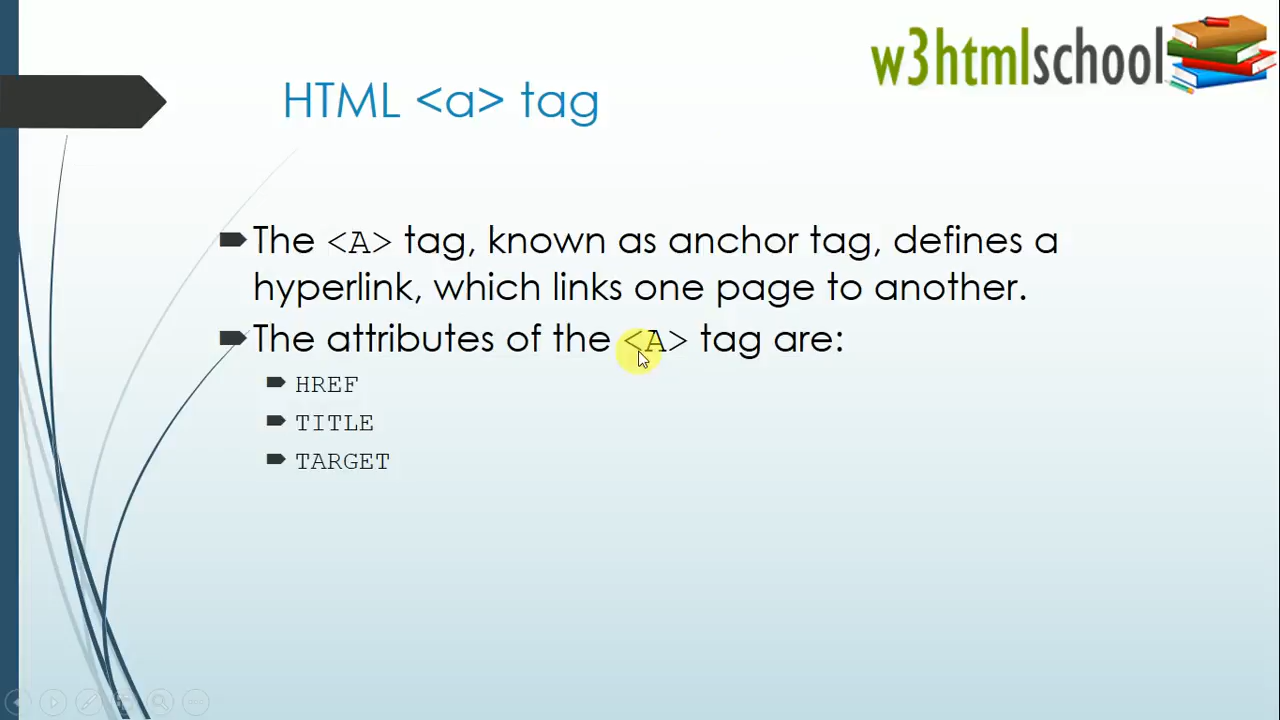 w3htmlschool
HTML <a> tag
The <A> tag, known as anchor tag, defines a
hyperlink, which links one page to another.
The attributes of the <A> tag are:
HREF
TITLE
TARGET